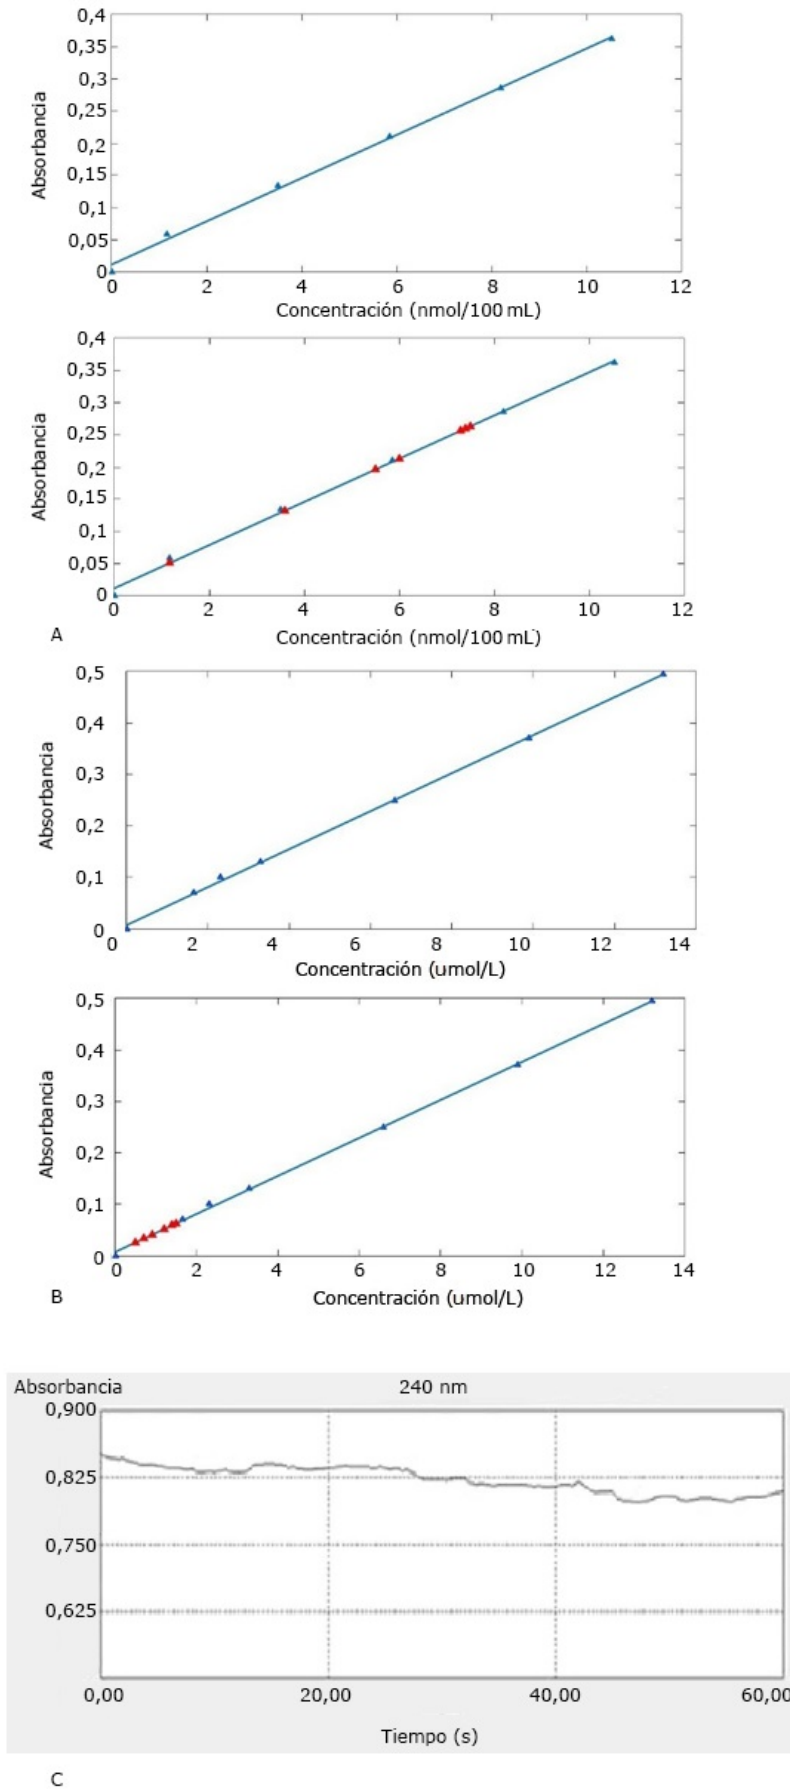 0,4
0,35
0,3
0,25
0,2
0,15
0,1
0,05
0
Absorbancia
0 2 4 6 8 10 12
Concentración (nmol/100 mL)
0,4
0,35
0,3
0,25
0,2
0,15
0,1
0,05
0
Absorbancia
0 2 4 6 8 10 12
A
Concentración (nmol/100 mL)
0,5
0,4
0,3
0,2
0,1
0
Absorbancia
0 2 4 6 8 10 12 14
Concentración (umol/L)
0,5
0,4
0,3
0,2
0,1
0
Absorbancia
0 2 4 6 8 10 12 14
B
Concentración (umol/L)
Absorbancia 240 nm
0,900
0,825
0,750
0,625
0,00 20,00 40,00 60,00
Tiempo (s)
C